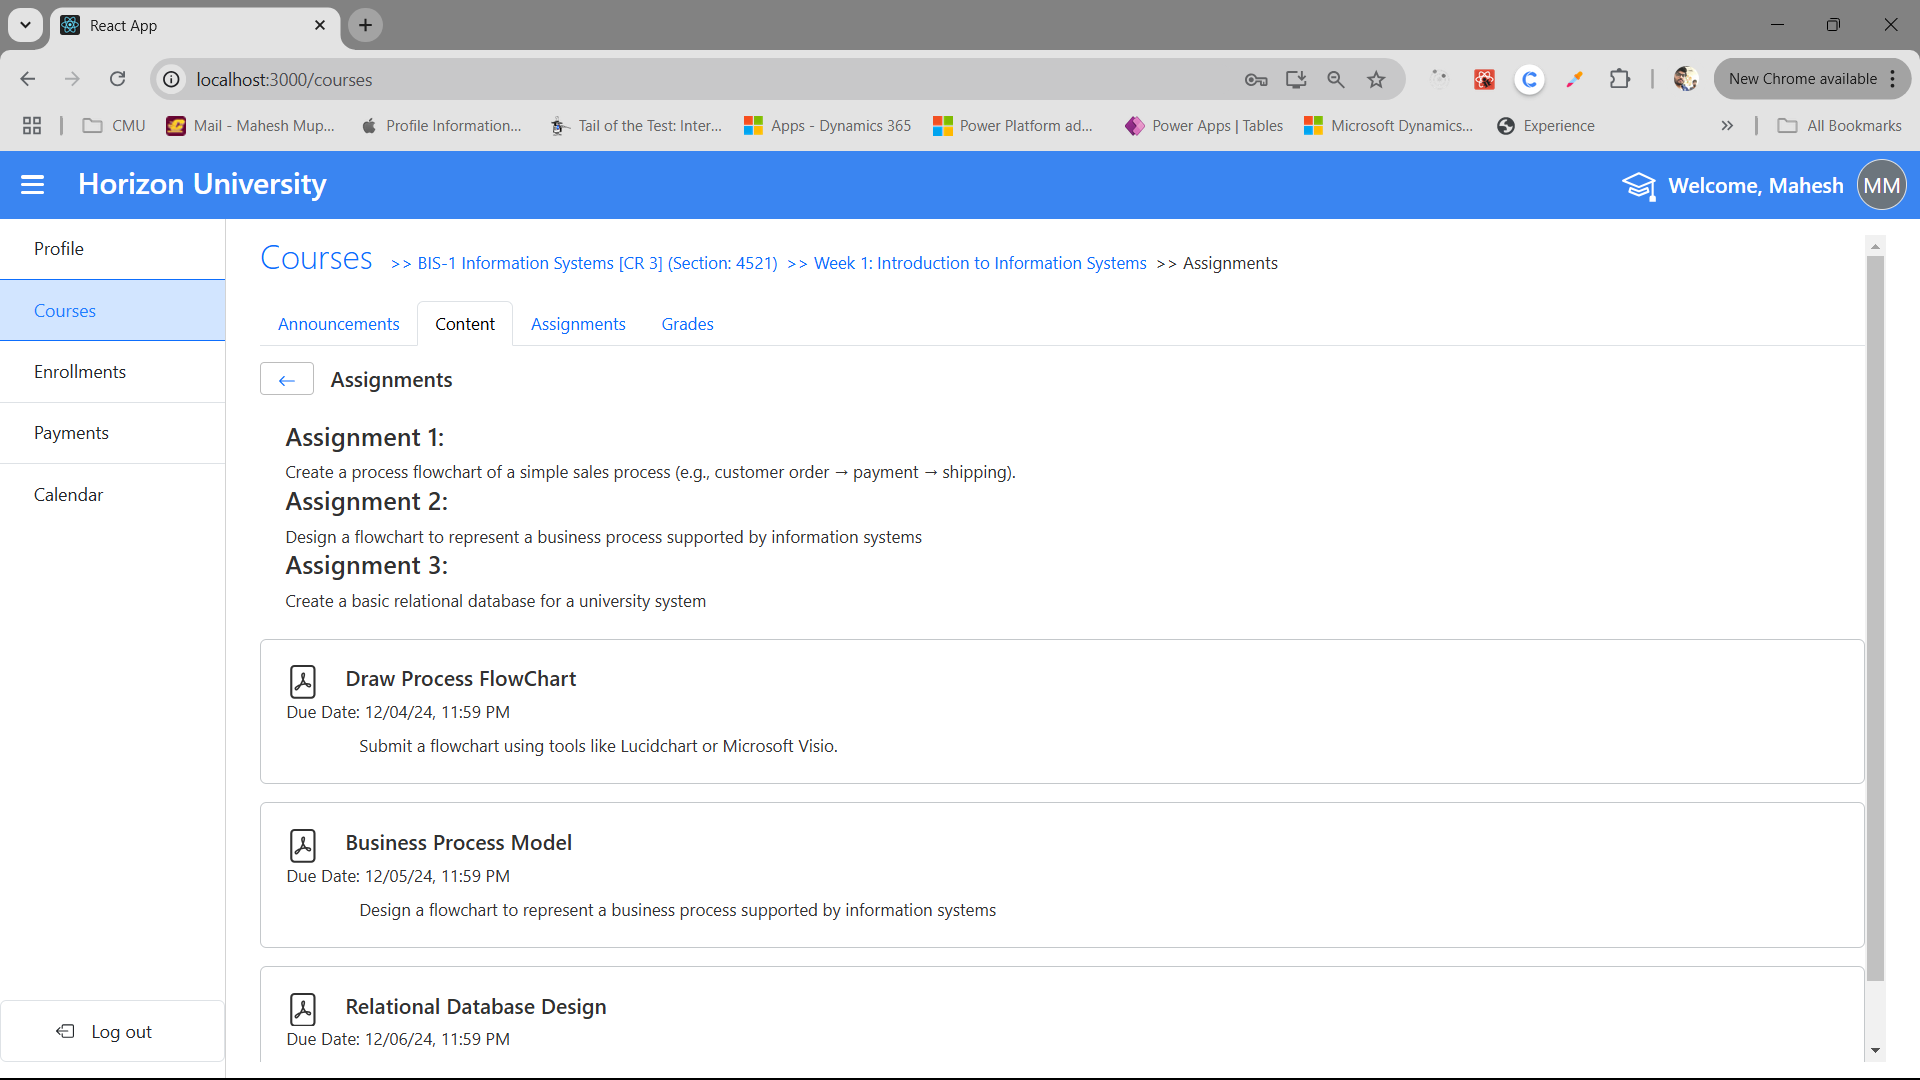 React App
localhost:3000/courses
New Chrome available
CMU
Mail - Mahesh Mup...
Profile Information...
Tail of the Test: Inter...
Apps - Dynamics 365
Power Platform ad...
Power Apps | Tables
Microsoft Dynamics...
Experience
All Bookmarks
Horizon University
Welcome, Mahesh
MM
Profile
Courses
Enrollments
Payments
Calendar
Log out
Courses >> BIS-1 Information Systems [CR 3] (Section: 4521) >> Week 1: Introduction to Information Systems >> Assignments
Announcements
Content
Assignments
Grades
Assignments
Assignment 1:
Create a process flowchart of a simple sales process (e.g., customer order → payment → shipping).
Assignment 2:
Design a flowchart to represent a business process supported by information systems
Assignment 3:
Create a basic relational database for a university system
Draw Process FlowChart
Due Date: 12/04/24, 11:59 PM
Submit a flowchart using tools like Lucidchart or Microsoft Visio.
Business Process Model
Due Date: 12/05/24, 11:59 PM
Design a flowchart to represent a business process supported by information systems
Relational Database Design
Due Date: 12/06/24, 11:59 PM